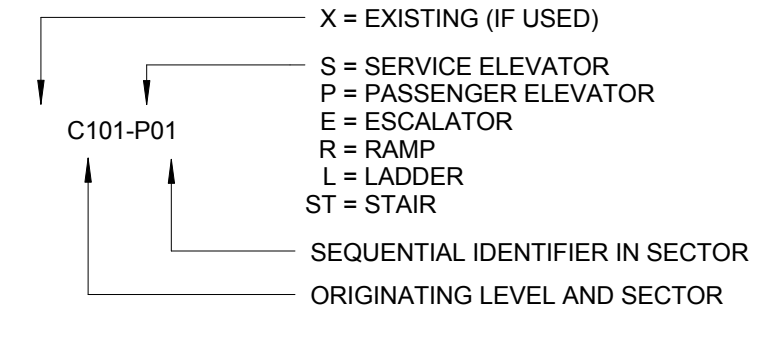 X = EXISTING (IF USED)
S = SERVICE ELEVATOR
P = PASSENGER ELEVATOR
E = ESCALATOR
R = RAMP
L = LADDER
ST = STAIR
C101-P01
SEQUENTIAL IDENTIFIER IN SECTOR
ORIGINATING LEVEL AND SECTOR